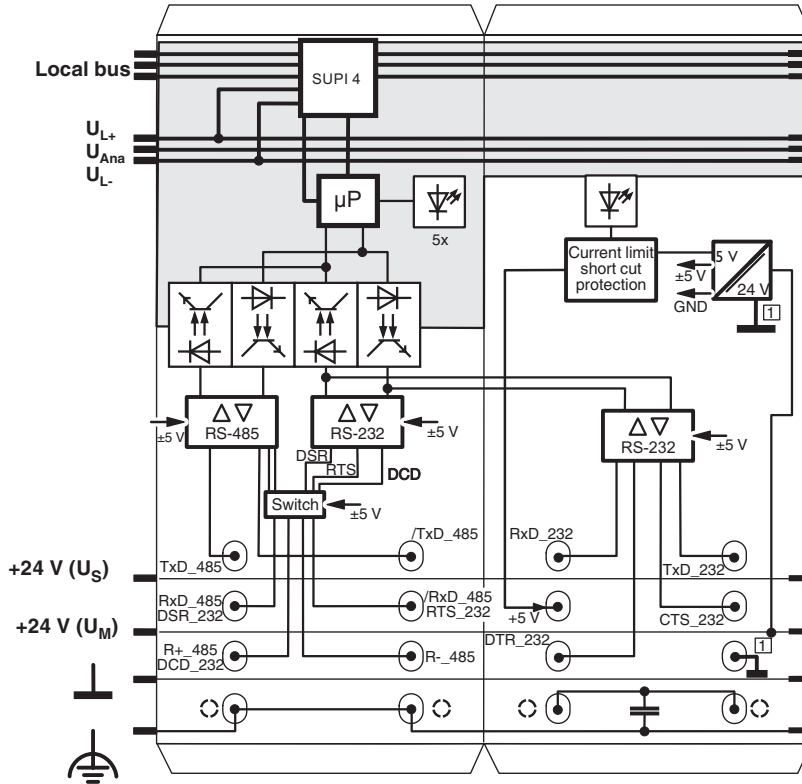 Local bus
SUPI 4
U_L+
U_Ana
U_L-
µP
5x
Current limit
short cut
protection
5 V
24 V
±5 V
GND
1
±5 V
RS-485
RS-232
±5 V
RS-232
±5 V
DSR
RTS
DCD
Switch
±5 V
/TxD_485
RxD_232
TxD_485
TxD_232
+24 V (U_S)
RxD_485
DSR_232
/RxD_485
RTS_232
+5 V
CTS_232
+24 V (U_M)
R+_485
DCD_232
R-_485
DTR_232
1